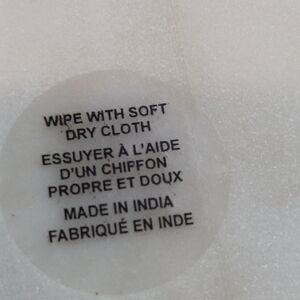 WIPE WITH SOFT
DRY CLOTH
ESSUYER À L'AIDE
D'UN CHIFFON
PROPRE ET DOUX
MADE IN INDIA
FABRIQUÉ EN INDE